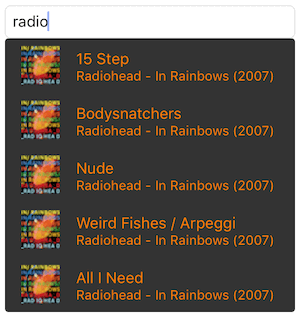 radio
15 Step
Radiohead - In Rainbows (2007)
Bodysnatchers
Radiohead - In Rainbows (2007)
Nude
Radiohead - In Rainbows (2007)
Weird Fishes / Arpeggi
Radiohead - In Rainbows (2007)
All I Need
Radiohead - In Rainbows (2007)